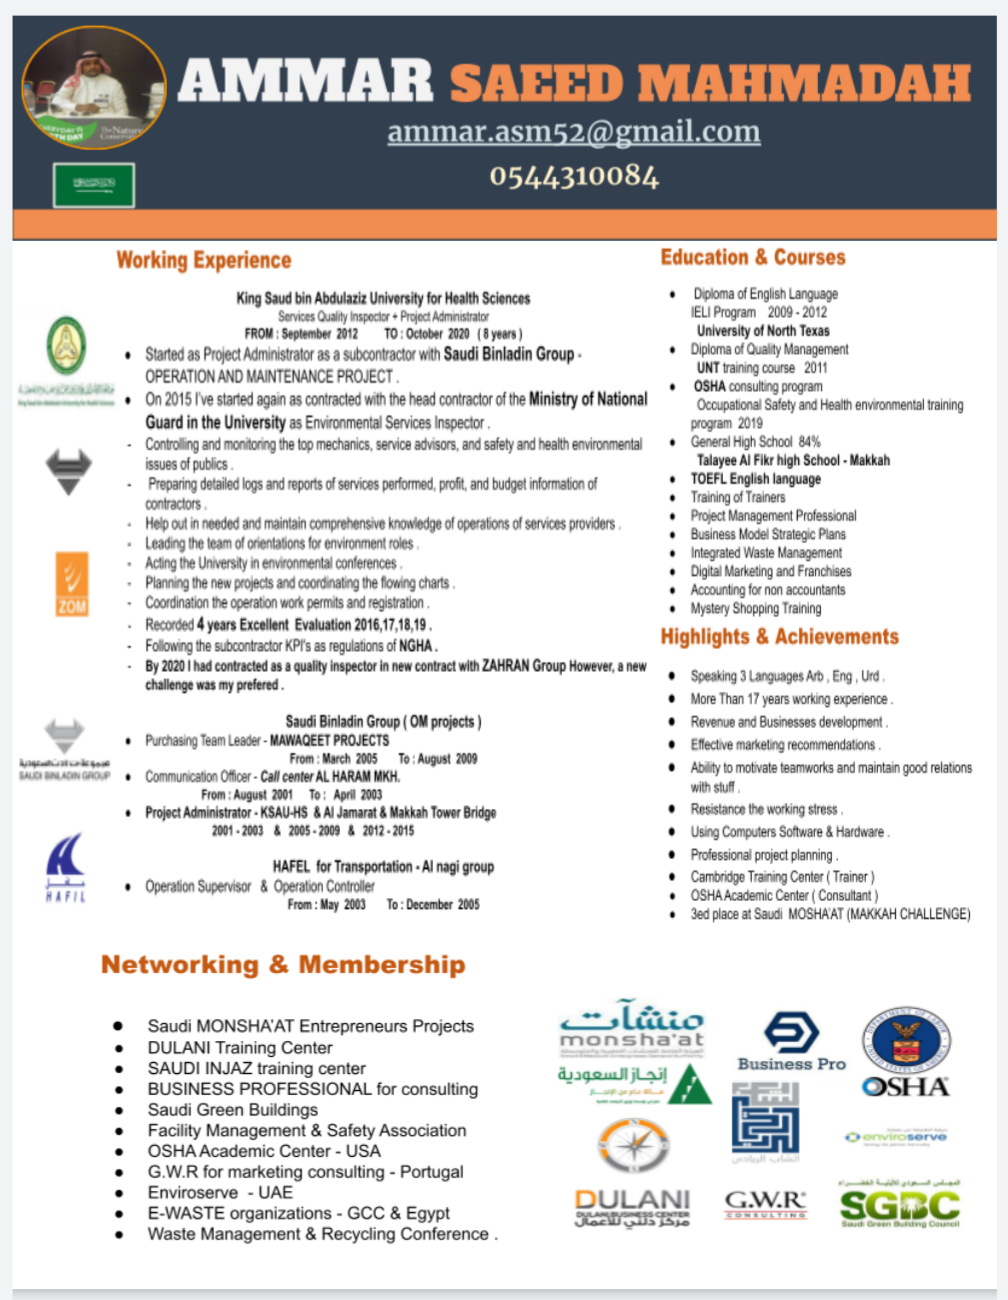 AMMAR SAEED MAHMADAH
ammar.asm52@gmail.com
0544310084
Working Experience
King Saud bin Abdulaziz University for Health Sciences
Services Quality Inspector + Project Administrator
FROM : September 2012 TO : October 2020 ( 8 years )
• Started as Project Administrator as a subcontractor with Saudi Binladin Group -
OPERATION AND MAINTENANCE PROJECT .
• On 2015 I've started again as contracted with the head contractor of the Ministry of National
Guard in the University as Environmental Services Inspector .
- Controlling and monitoring the top mechanics, service advisors, and safety and health environmental
issues of publics .
- Preparing detailed logs and reports of services performed, profit, and budget information of
contractors .
- Help out in needed and maintain comprehensive knowledge of operations of services providers .
- Leading the team of orientations for environment roles .
- Acting the University in environmental conferences .
- Planning the new projects and coordinating the flowing charts .
- Coordination the operation work permits and registration .
- Recorded 4 years Excellent Evaluation 2016,17,18,19 .
- Following the subcontractor KPI's as regulations of NGHA .
- By 2020 I had contracted as a quality inspector in new contract with ZAHRAN Group However, a new
challenge was my prefered .
ZOM
Saudi Binladin Group ( OM projects )
• Purchasing Team Leader - MAWAQEET PROJECTS
From : March 2005 To : August 2009
• Communication Officer - Call center AL HARAM MKH.
From : August 2001 To : April 2003
• Project Administrator - KSAU-HS & Al Jamarat & Makkah Tower Bridge
2001 - 2003 & 2005 - 2009 & 2012 - 2015
SAUDI BINLADIN GROUP
HAFEL for Transportation - Al nagi group
• Operation Supervisor & Operation Controller
From : May 2003 To : December 2005
حافل
HAFIL
Education & Courses
• Diploma of English Language
IELI Program 2009 - 2012
University of North Texas
• Diploma of Quality Management
UNT training course 2011
• OSHA consulting program
Occupational Safety and Health environmental training
program 2019
• General High School 84%
Talayee Al Fikr high School - Makkah
• TOEFL English language
• Training of Trainers
• Project Management Professional
• Business Model Strategic Plans
• Integrated Waste Management
• Digital Marketing and Franchises
• Accounting for non accountants
• Mystery Shopping Training
Highlights & Achievements
• Speaking 3 Languages Arb , Eng , Urd .
• More Than 17 years working experience .
• Revenue and Businesses development .
• Effective marketing recommendations .
• Ability to motivate teamworks and maintain good relations
with stuff .
• Resistance the working stress .
• Using Computers Software & Hardware .
• Professional project planning .
• Cambridge Training Center ( Trainer )
• OSHA Academic Center ( Consultant )
• 3ed place at Saudi MOSHA'AT (MAKKAH CHALLENGE)
Networking & Membership
• Saudi MONSHA'AT Entrepreneurs Projects
• DULANI Training Center
• SAUDI INJAZ training center
• BUSINESS PROFESSIONAL for consulting
• Saudi Green Buildings
• Facility Management & Safety Association
• OSHA Academic Center - USA
• G.W.R for marketing consulting - Portugal
• Enviroserve - UAE
• E-WASTE organizations - GCC & Egypt
• Waste Management & Recycling Conference .
منشآت
monsha'at
إنجاز السعودية
Business Pro
OSHA
الشاب الريادي
enviroserve
DULANI
DULANI BUSINESS CENTER
مركز دلني للأعمال
G.W.R
CONSULTING
المجلس السعودي للأبنية الخضراء
SGBC
Saudi Green Building Council